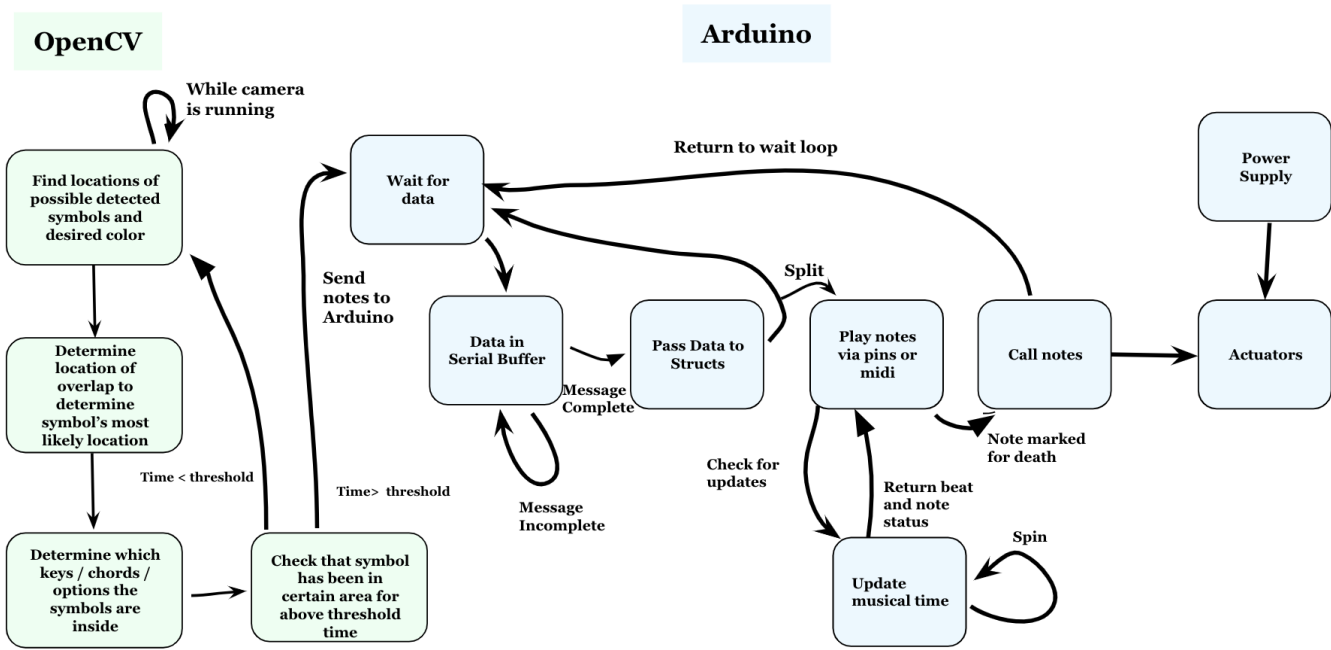 OpenCV
Arduino
While camera
is running
Find locations of
possible detected
symbols and
desired color
Determine
location of
overlap to
determine
symbol's most
likely location
Time < threshold
Determine which
keys / chords /
options the
symbols are
inside
Check that symbol
has been in
certain area for
above threshold
time
Time> threshold
Send
notes to
Arduino
Wait for
data
Return to wait loop
Data in
Serial Buffer
Message
Incomplete
Message
Complete
Pass Data to
Structs
Split
Play notes
via pins or
midi
Check for
updates
Return beat
and note
status
Update
musical time
Spin
Note marked
for death
Call notes
Power
Supply
Actuators